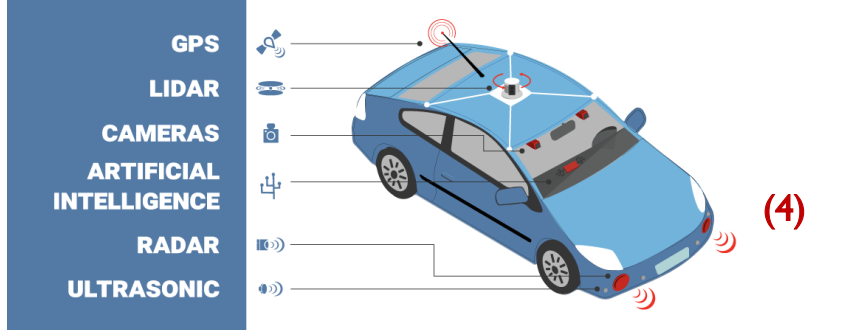 GPS
LIDAR
CAMERAS
ARTIFICIAL
INTELLIGENCE
RADAR
ULTRASONIC
(4)